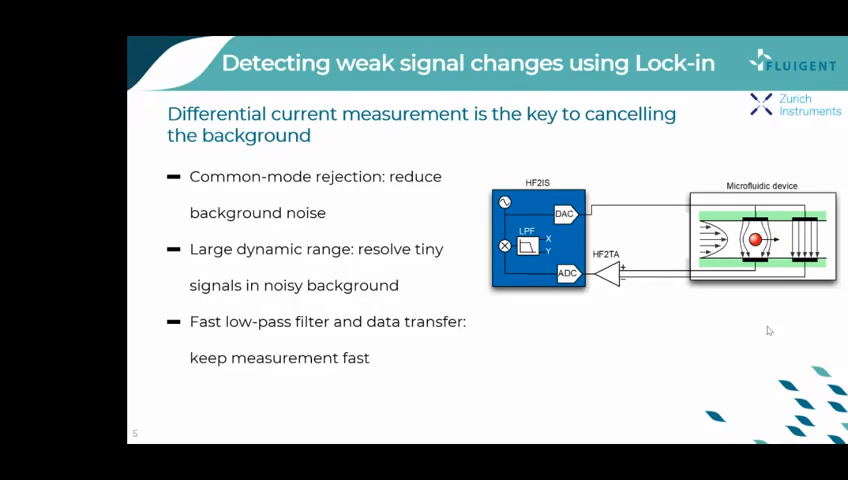 Detecting weak signal changes using Lock-in
FLUIGENT
Zurich
Instruments
Differential current measurement is the key to cancelling
the background
Common-mode rejection: reduce
background noise
Large dynamic range: resolve tiny
signals in noisy background
Fast low-pass filter and data transfer:
keep measurement fast
HF2IS
DAC
LPF
X
Y
ADC
HF2TA
+
−
Microfluidic device
5